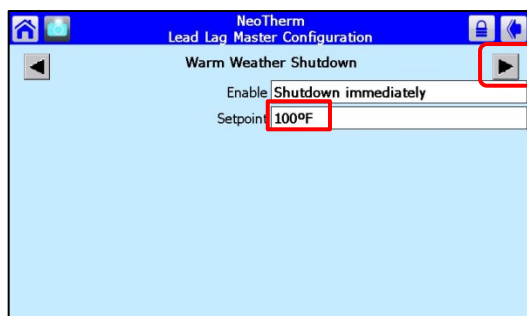 NeoTherm
Lead Lag Master Configuration
Warm Weather Shutdown
Enable Shutdown immediately
Setpoint 100ºF